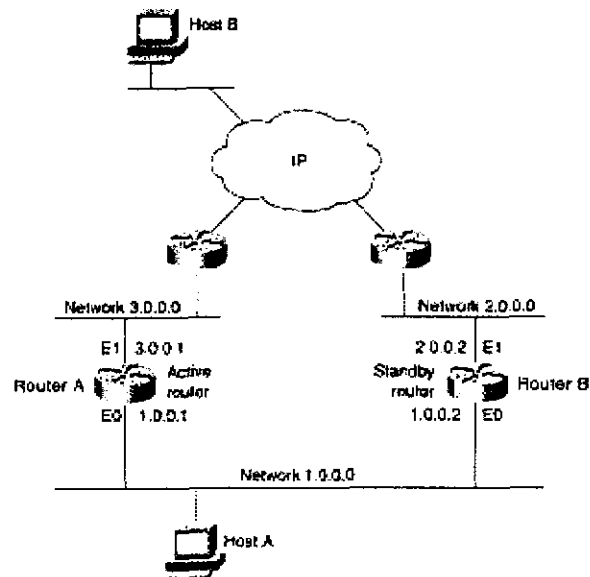 Host B
IP
Network 3.0.0.0
Network 2.0.0.0
E1 3.0.0.1
2.0.0.2 E1
Router A
Active router
Standby router
Router B
E0 1.0.0.1
1.0.0.2 E0
Network 1.0.0.0
Host A